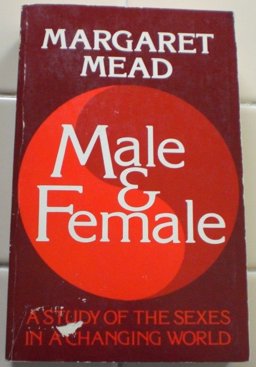 MARGARET
MEAD
Male
&
Female
A STUDY OF THE SEXES
IN A CHANGING WORLD